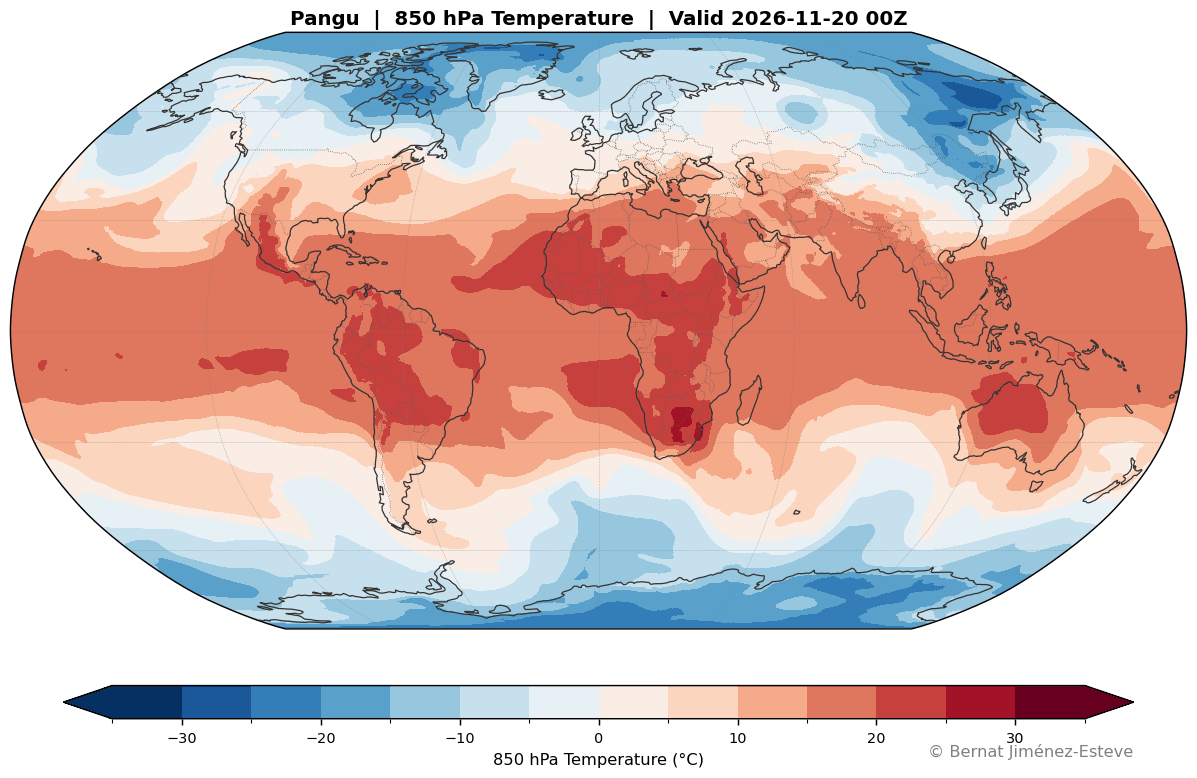 Pangu | 850 hPa Temperature | Valid 2026-11-20 00Z
−30 −20 −10 0 10 20 30
850 hPa Temperature (°C)
© Bernat Jiménez-Esteve